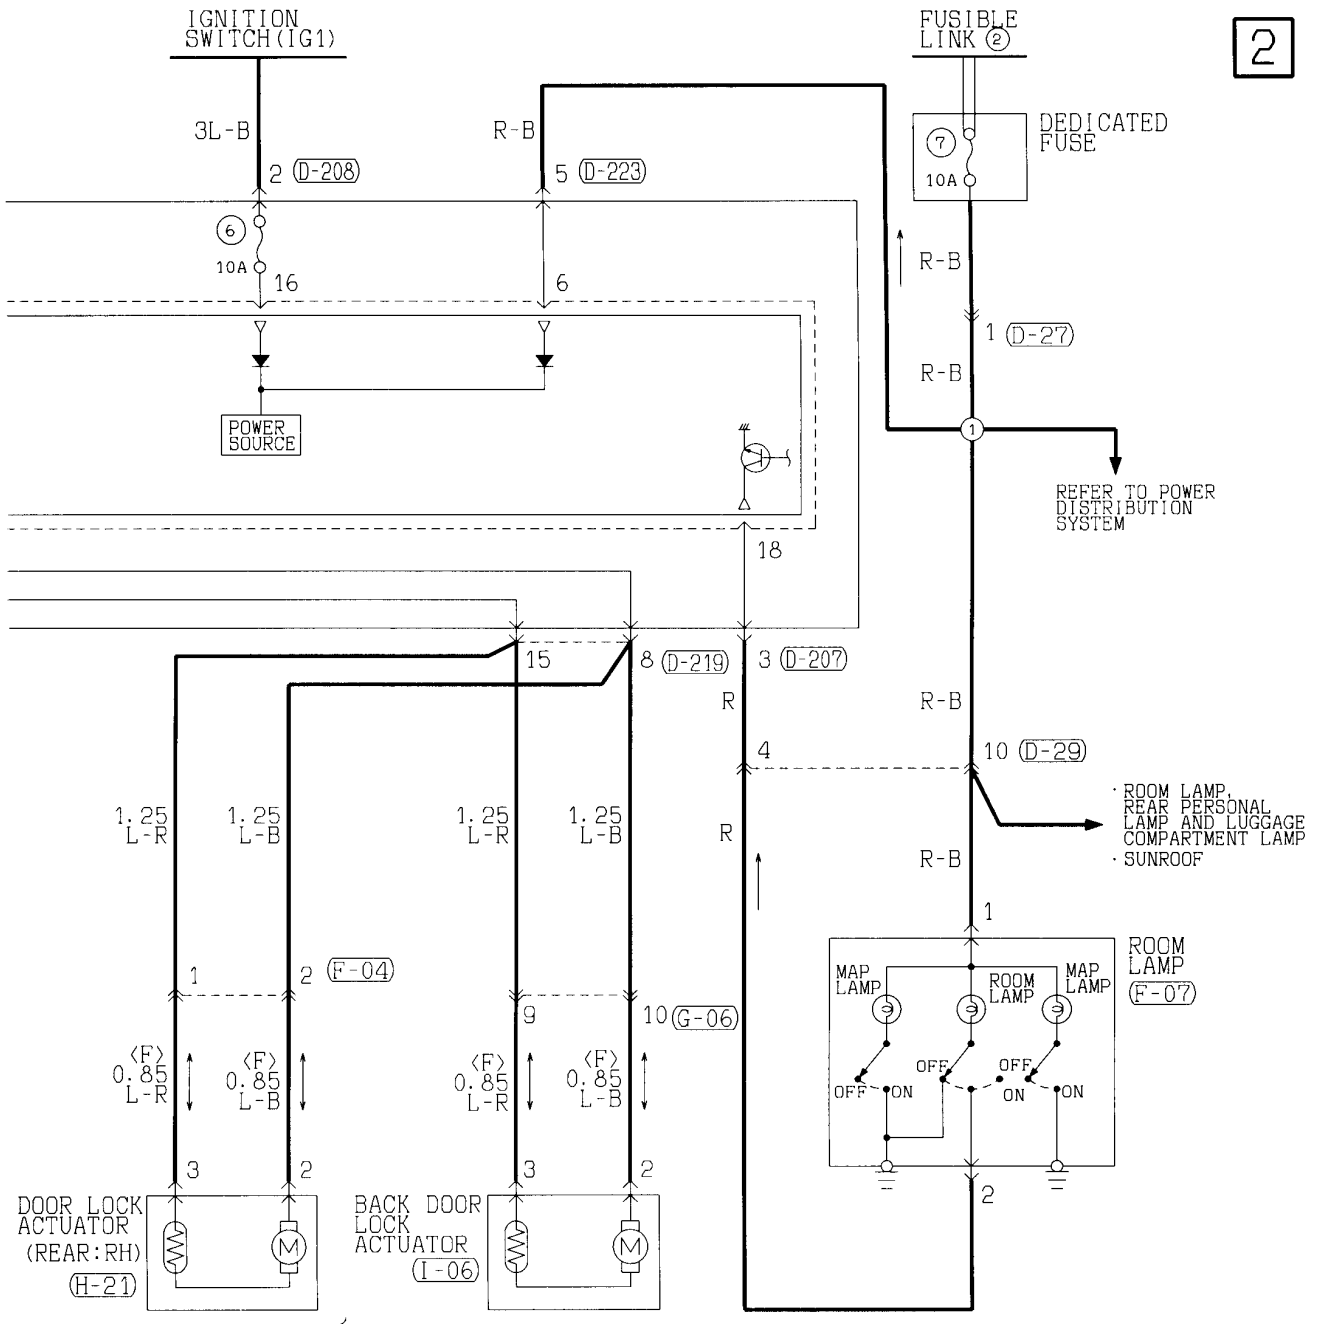 IGNITION
SWITCH(IG1)
FUSIBLE
LINK ②
2
3L-B
R-B
DEDICATED
FUSE
7
10A
2 (D-208)
5 (D-223)
6
10A
16
6
R-B
1 (D-27)
R-B
POWER
SOURCE
1
REFER TO POWER
DISTRIBUTION
SYSTEM
18
15
8 (D-219)
3 (D-207)
R
R-B
4
10 (D-29)
· ROOM LAMP,
REAR PERSONAL
LAMP AND LUGGAGE
COMPARTMENT LAMP
· SUNROOF
1.25
L-R
1.25
L-B
1.25
L-R
1.25
L-B
R
R-B
1
ROOM
LAMP
(F-07)
MAP
LAMP
ROOM
LAMP
MAP
LAMP
OFF
ON
OFF
ON
OFF
ON
1
2 (F-04)
9
10 (G-06)
<F>
0.85
L-R
<F>
0.85
L-B
<F>
0.85
L-R
<F>
0.85
L-B
3
2
3
2
2
DOOR LOCK
ACTUATOR
(REAR:RH)
(H-21)
M
BACK DOOR
LOCK
ACTUATOR
(I-06)
M